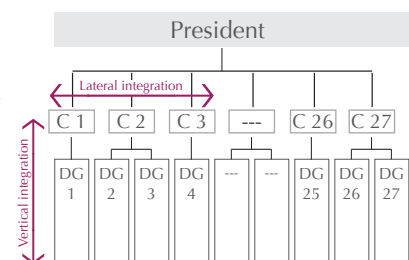 President
Lateral integration
C 1
C 2
C 3
---
C 26
C 27
Vertical integration
DG
1
DG
2
DG
3
DG
4
---
---
DG
25
DG
26
DG
27